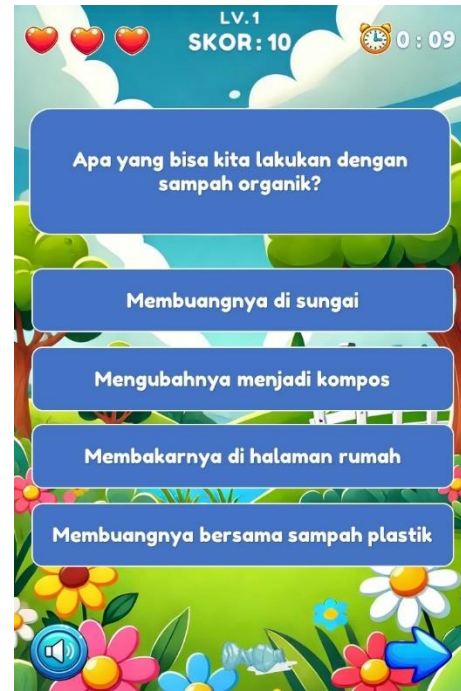 LV.1
SKOR: 10
0 : 09
Apa yang bisa kita lakukan dengan
sampah organik?
Membuangnya di sungai
Mengubahnya menjadi kompos
Membakarnya di halaman rumah
Membuangnya bersama sampah plastik